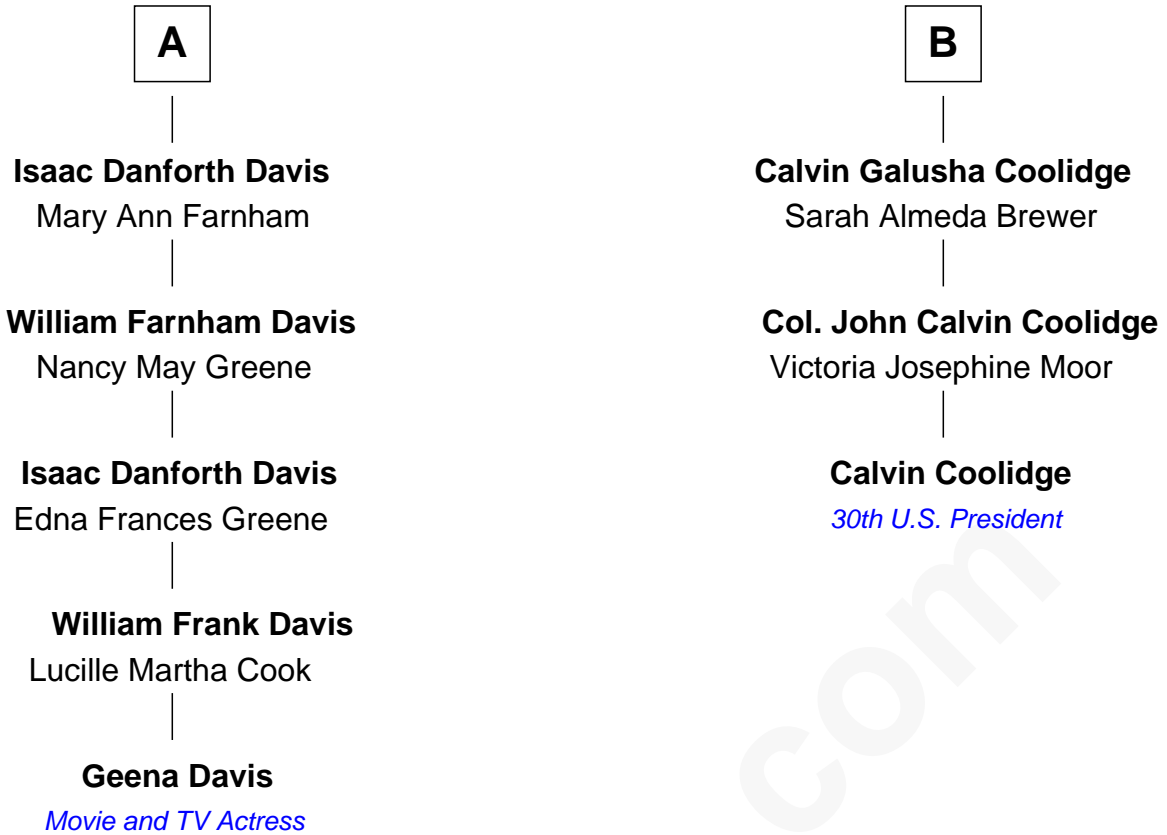 A
Isaac Danforth Davis
Mary Ann Farnham
William Farnham Davis
Nancy May Greene
Isaac Danforth Davis
Edna Frances Greene
William Frank Davis
Lucille Martha Cook
Geena Davis
Movie and TV Actress
B
Calvin Galusha Coolidge
Sarah Almeda Brewer
Col. John Calvin Coolidge
Victoria Josephine Moor
Calvin Coolidge
30th U.S. President
com